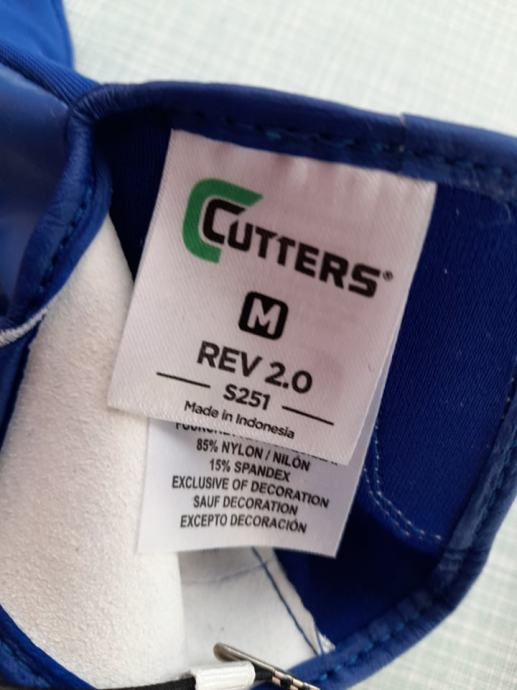 CUTTERS®
M
REV 2.0
S251
Made in Indonesia
85% NYLON / NILÓN
15% SPANDEX
EXCLUSIVE OF DECORATION
SAUF DECORATION
EXCEPTO DECORACIÓN